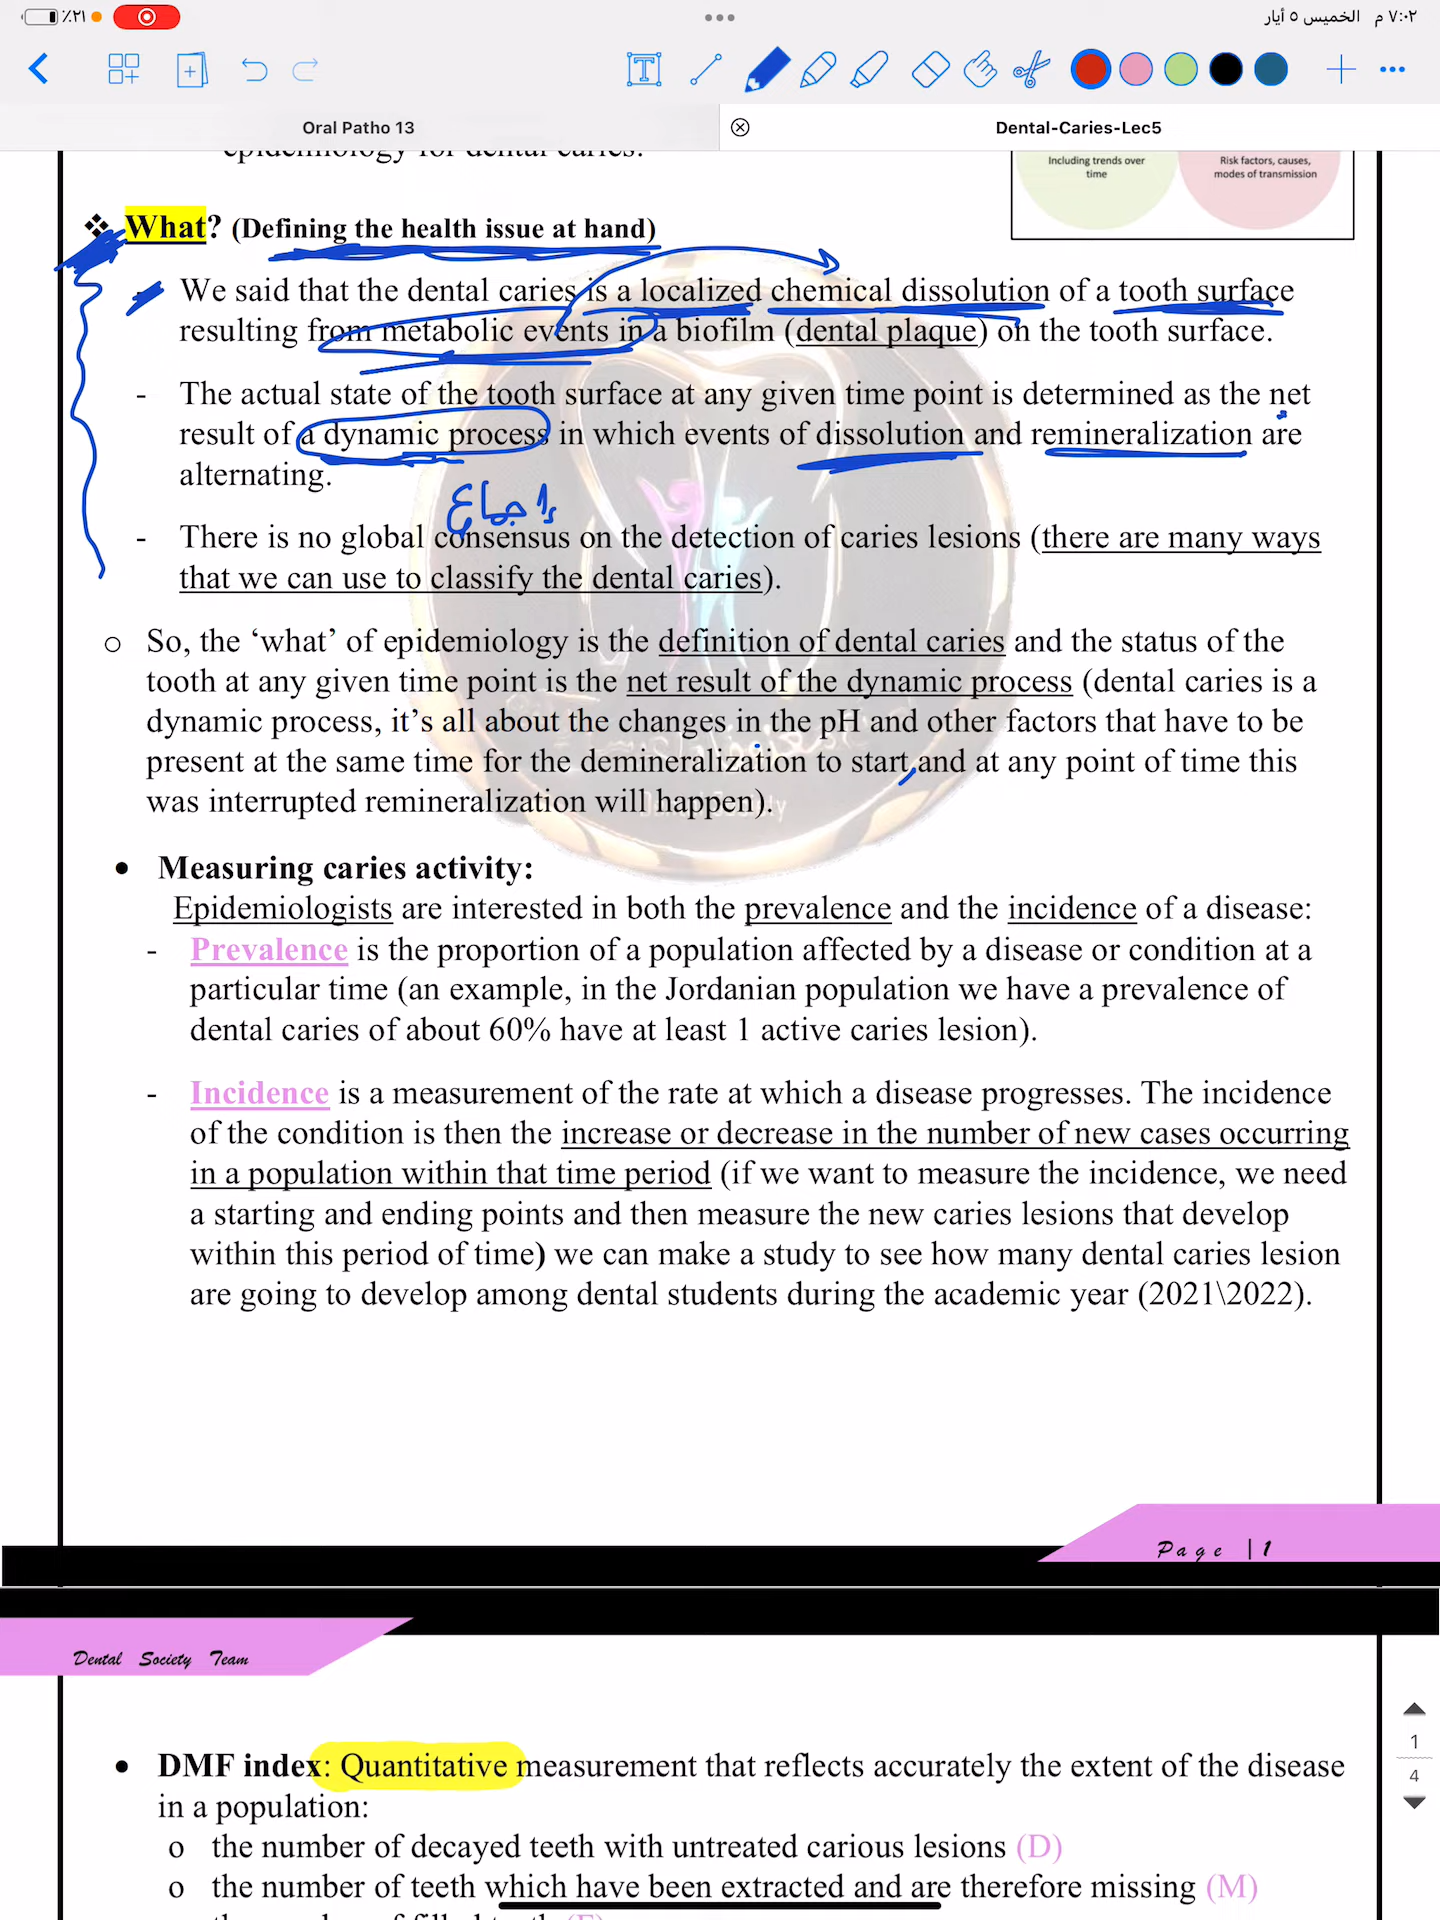 ٪٢١
٧:٠٢ م الخميس ٥ أيار
Oral Patho 13
Dental-Caries-Lec5
epidemiology for dental caries.
Including trends over
time
Risk factors, causes,
modes of transmission
❖ What? (Defining the health issue at hand)
- We said that the dental caries is a localized chemical dissolution of a tooth surface
resulting from metabolic events in a biofilm (dental plaque) on the tooth surface.
- The actual state of the tooth surface at any given time point is determined as the net
result of a dynamic process in which events of dissolution and remineralization are
alternating.
إجماع
- There is no global consensus on the detection of caries lesions (there are many ways
that we can use to classify the dental caries).
o So, the ‘what’ of epidemiology is the definition of dental caries and the status of the
tooth at any given time point is the net result of the dynamic process (dental caries is a
dynamic process, it’s all about the changes in the pH and other factors that have to be
present at the same time for the demineralization to start, and at any point of time this
was interrupted remineralization will happen).
• Measuring caries activity:
Epidemiologists are interested in both the prevalence and the incidence of a disease:
- Prevalence is the proportion of a population affected by a disease or condition at a
particular time (an example, in the Jordanian population we have a prevalence of
dental caries of about 60% have at least 1 active caries lesion).
- Incidence is a measurement of the rate at which a disease progresses. The incidence
of the condition is then the increase or decrease in the number of new cases occurring
in a population within that time period (if we want to measure the incidence, we need
a starting and ending points and then measure the new caries lesions that develop
within this period of time) we can make a study to see how many dental caries lesion
are going to develop among dental students during the academic year (2021\2022).
Page | 1
Dental Society Team
• DMF index: Quantitative measurement that reflects accurately the extent of the disease
in a population:
o the number of decayed teeth with untreated carious lesions (D)
o the number of teeth which have been extracted and are therefore missing (M)
1
4